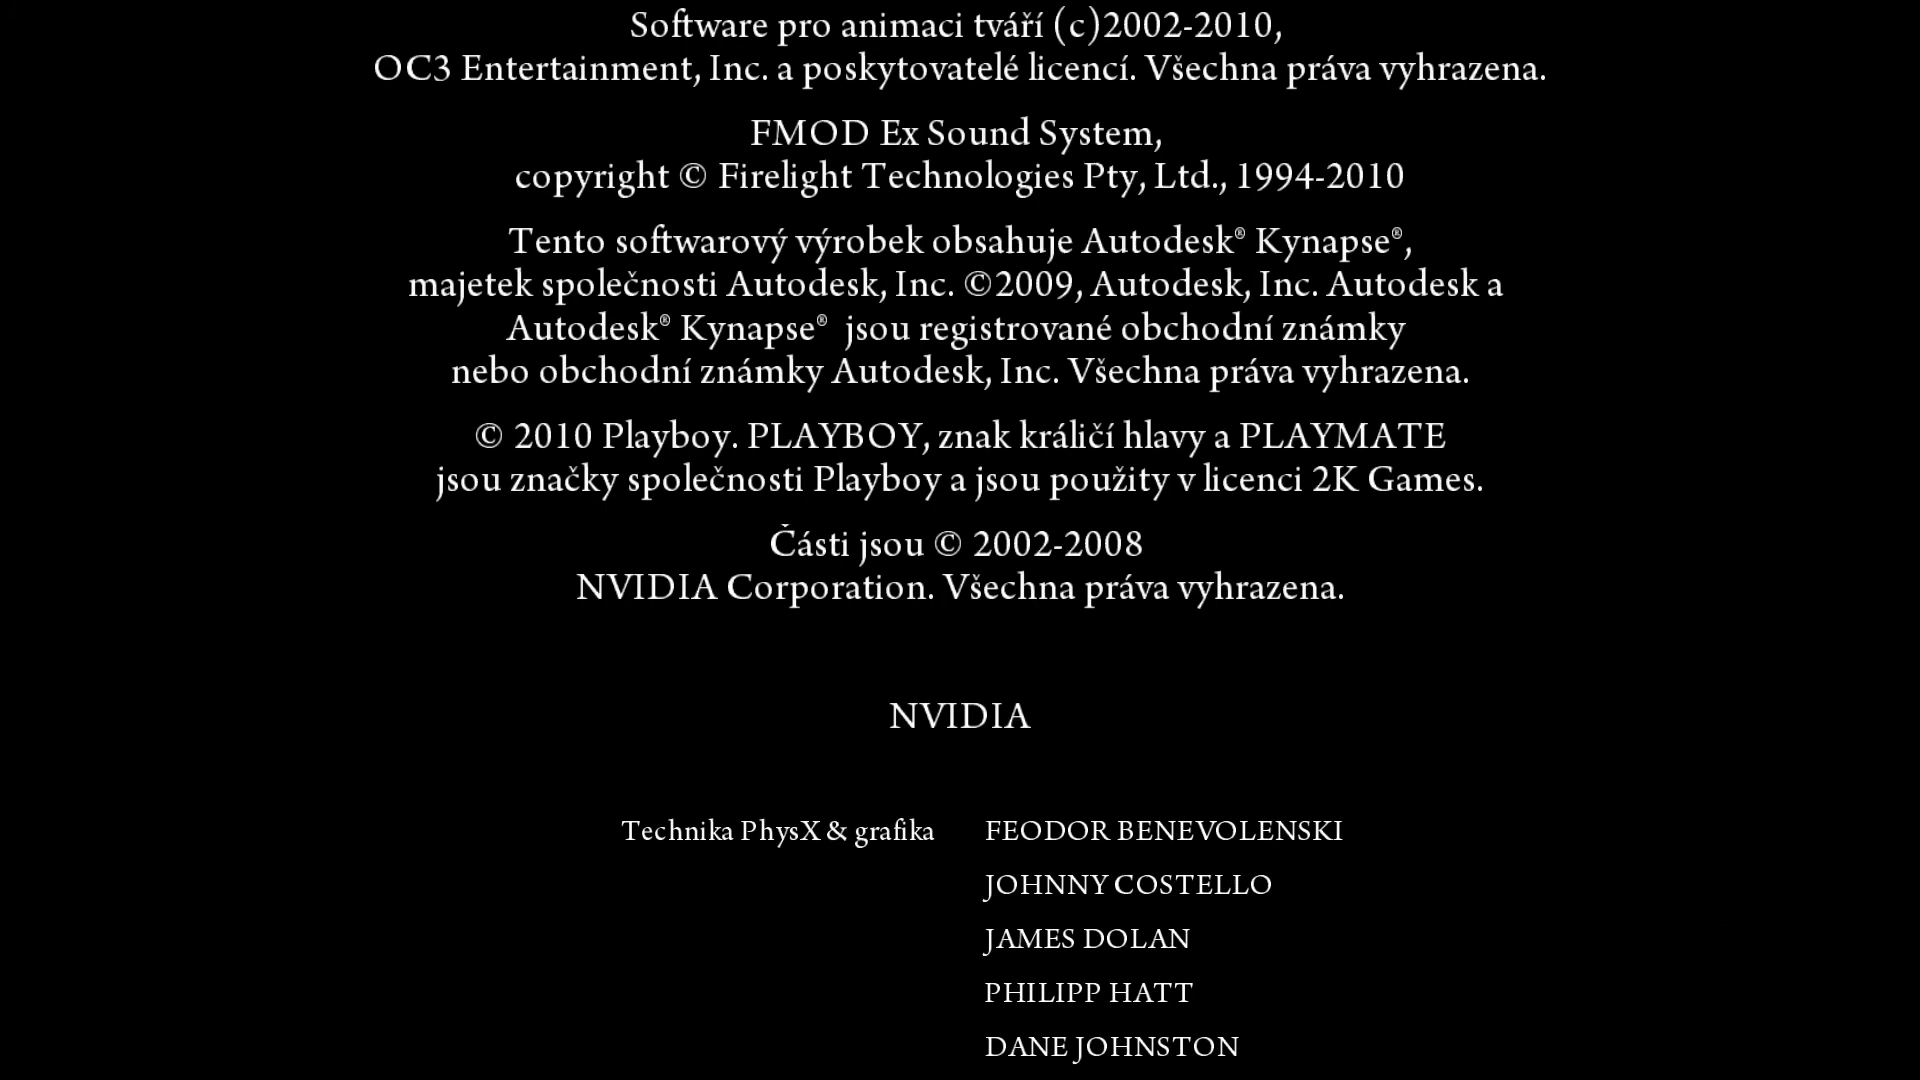 Software pro animaci tváří (c)2002-2010,
OC3 Entertainment, Inc. a poskytovatelé licencí. Všechna práva vyhrazena.
FMOD Ex Sound System,
copyright © Firelight Technologies Pty, Ltd., 1994-2010
Tento softwarový výrobek obsahuje Autodesk® Kynapse®,
majetek společnosti Autodesk, Inc. ©2009, Autodesk, Inc. Autodesk a
Autodesk® Kynapse® jsou registrované obchodní známky
nebo obchodní známky Autodesk, Inc. Všechna práva vyhrazena.
© 2010 Playboy. PLAYBOY, znak králičí hlavy a PLAYMATE
jsou značky společnosti Playboy a jsou použity v licenci 2K Games.
Části jsou © 2002-2008
NVIDIA Corporation. Všechna práva vyhrazena.
NVIDIA
Technika PhysX & grafika FEODOR BENEVOLENSKI
JOHNNY COSTELLO
JAMES DOLAN
PHILIPP HATT
DANE JOHNSTON